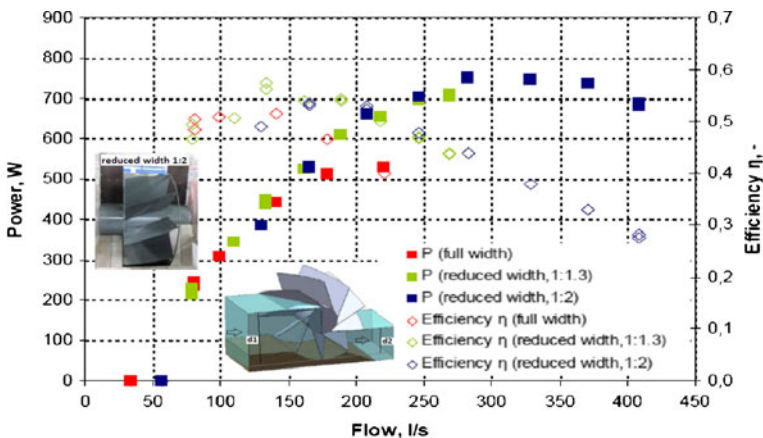 900
800
700
600
500
400
300
200
100
0
Power, W
0,7
0,6
0,5
0,4
0,3
0,2
0,1
0,0
Efficiency η, -
reduced width 1:2
d1
d2
P (full width)
P (reduced width,1:1.3)
P (reduced width,1:2)
Efficiency η (full width)
Efficiency η (reduced width,1:1.3)
Efficiency η (reduced width,1:2)
0
50
100
150
200
250
300
350
400
450
Flow, l/s